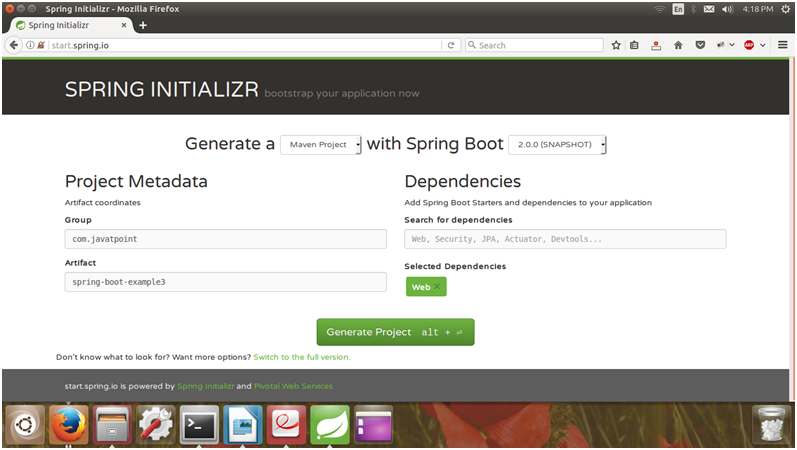 Spring Initializr - Mozilla Firefox
En
4:18 PM
Spring Initializr
start.spring.io
Search
ABP
SPRING INITIALIZR bootstrap your application now
Generate a Maven Project with Spring Boot 2.0.0 (SNAPSHOT)
Project Metadata
Artifact coordinates
Group
com.javatpoint
Artifact
spring-boot-example3
Dependencies
Add Spring Boot Starters and dependencies to your application
Search for dependencies
Web, Security, JPA, Actuator, Devtools...
Selected Dependencies
Web
Generate Project alt + ⏎
Don't know what to look for? Want more options? Switch to the full version.
start.spring.io is powered by Spring Initializr and Pivotal Web Services